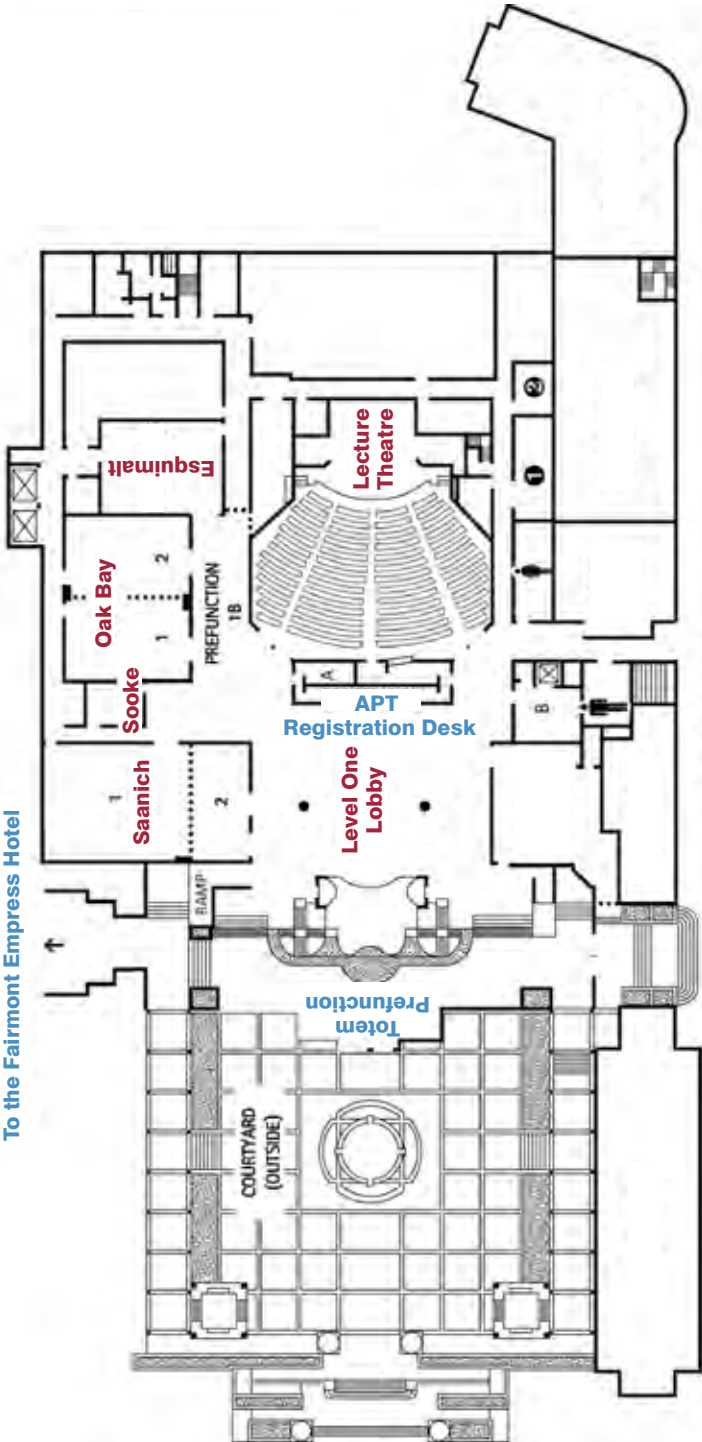 Esquimalt
Lecture
Theatre
Oak Bay
1
2
PREFUNCTION
1B
Sooke
A
APT
Registration Desk
B
1
2
Saanich
1
2
Level One
Lobby
RAMP
To the Fairmont Empress Hotel
Totem
Prefunction
COURTYARD
(OUTSIDE)